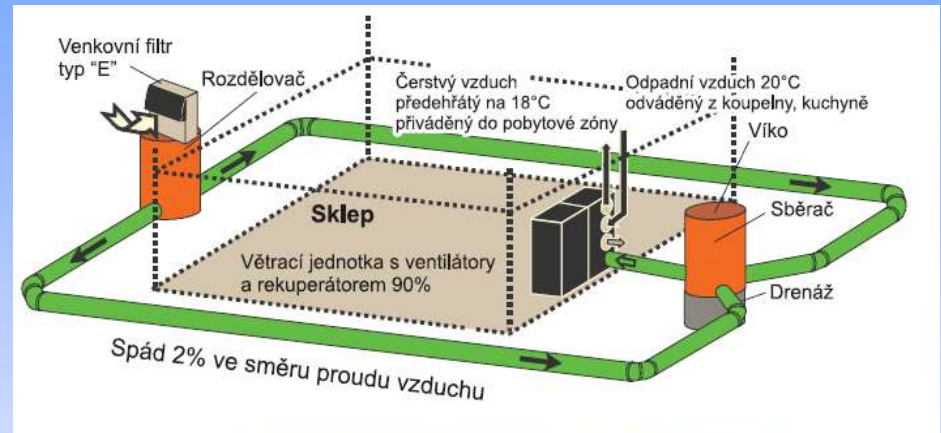 Venkovní filtr
typ "E"
Rozdělovač
Čerstvý vzduch
předehřátý na 18°C
přiváděný do pobytové zóny
Odpadní vzduch 20°C
odváděný z koupelny, kuchyně
Víko
Sklep
Sběrač
Větrací jednotka s ventilátory
a rekuperátorem 90%
Drenáž
Spád 2% ve směru proudu vzduchu